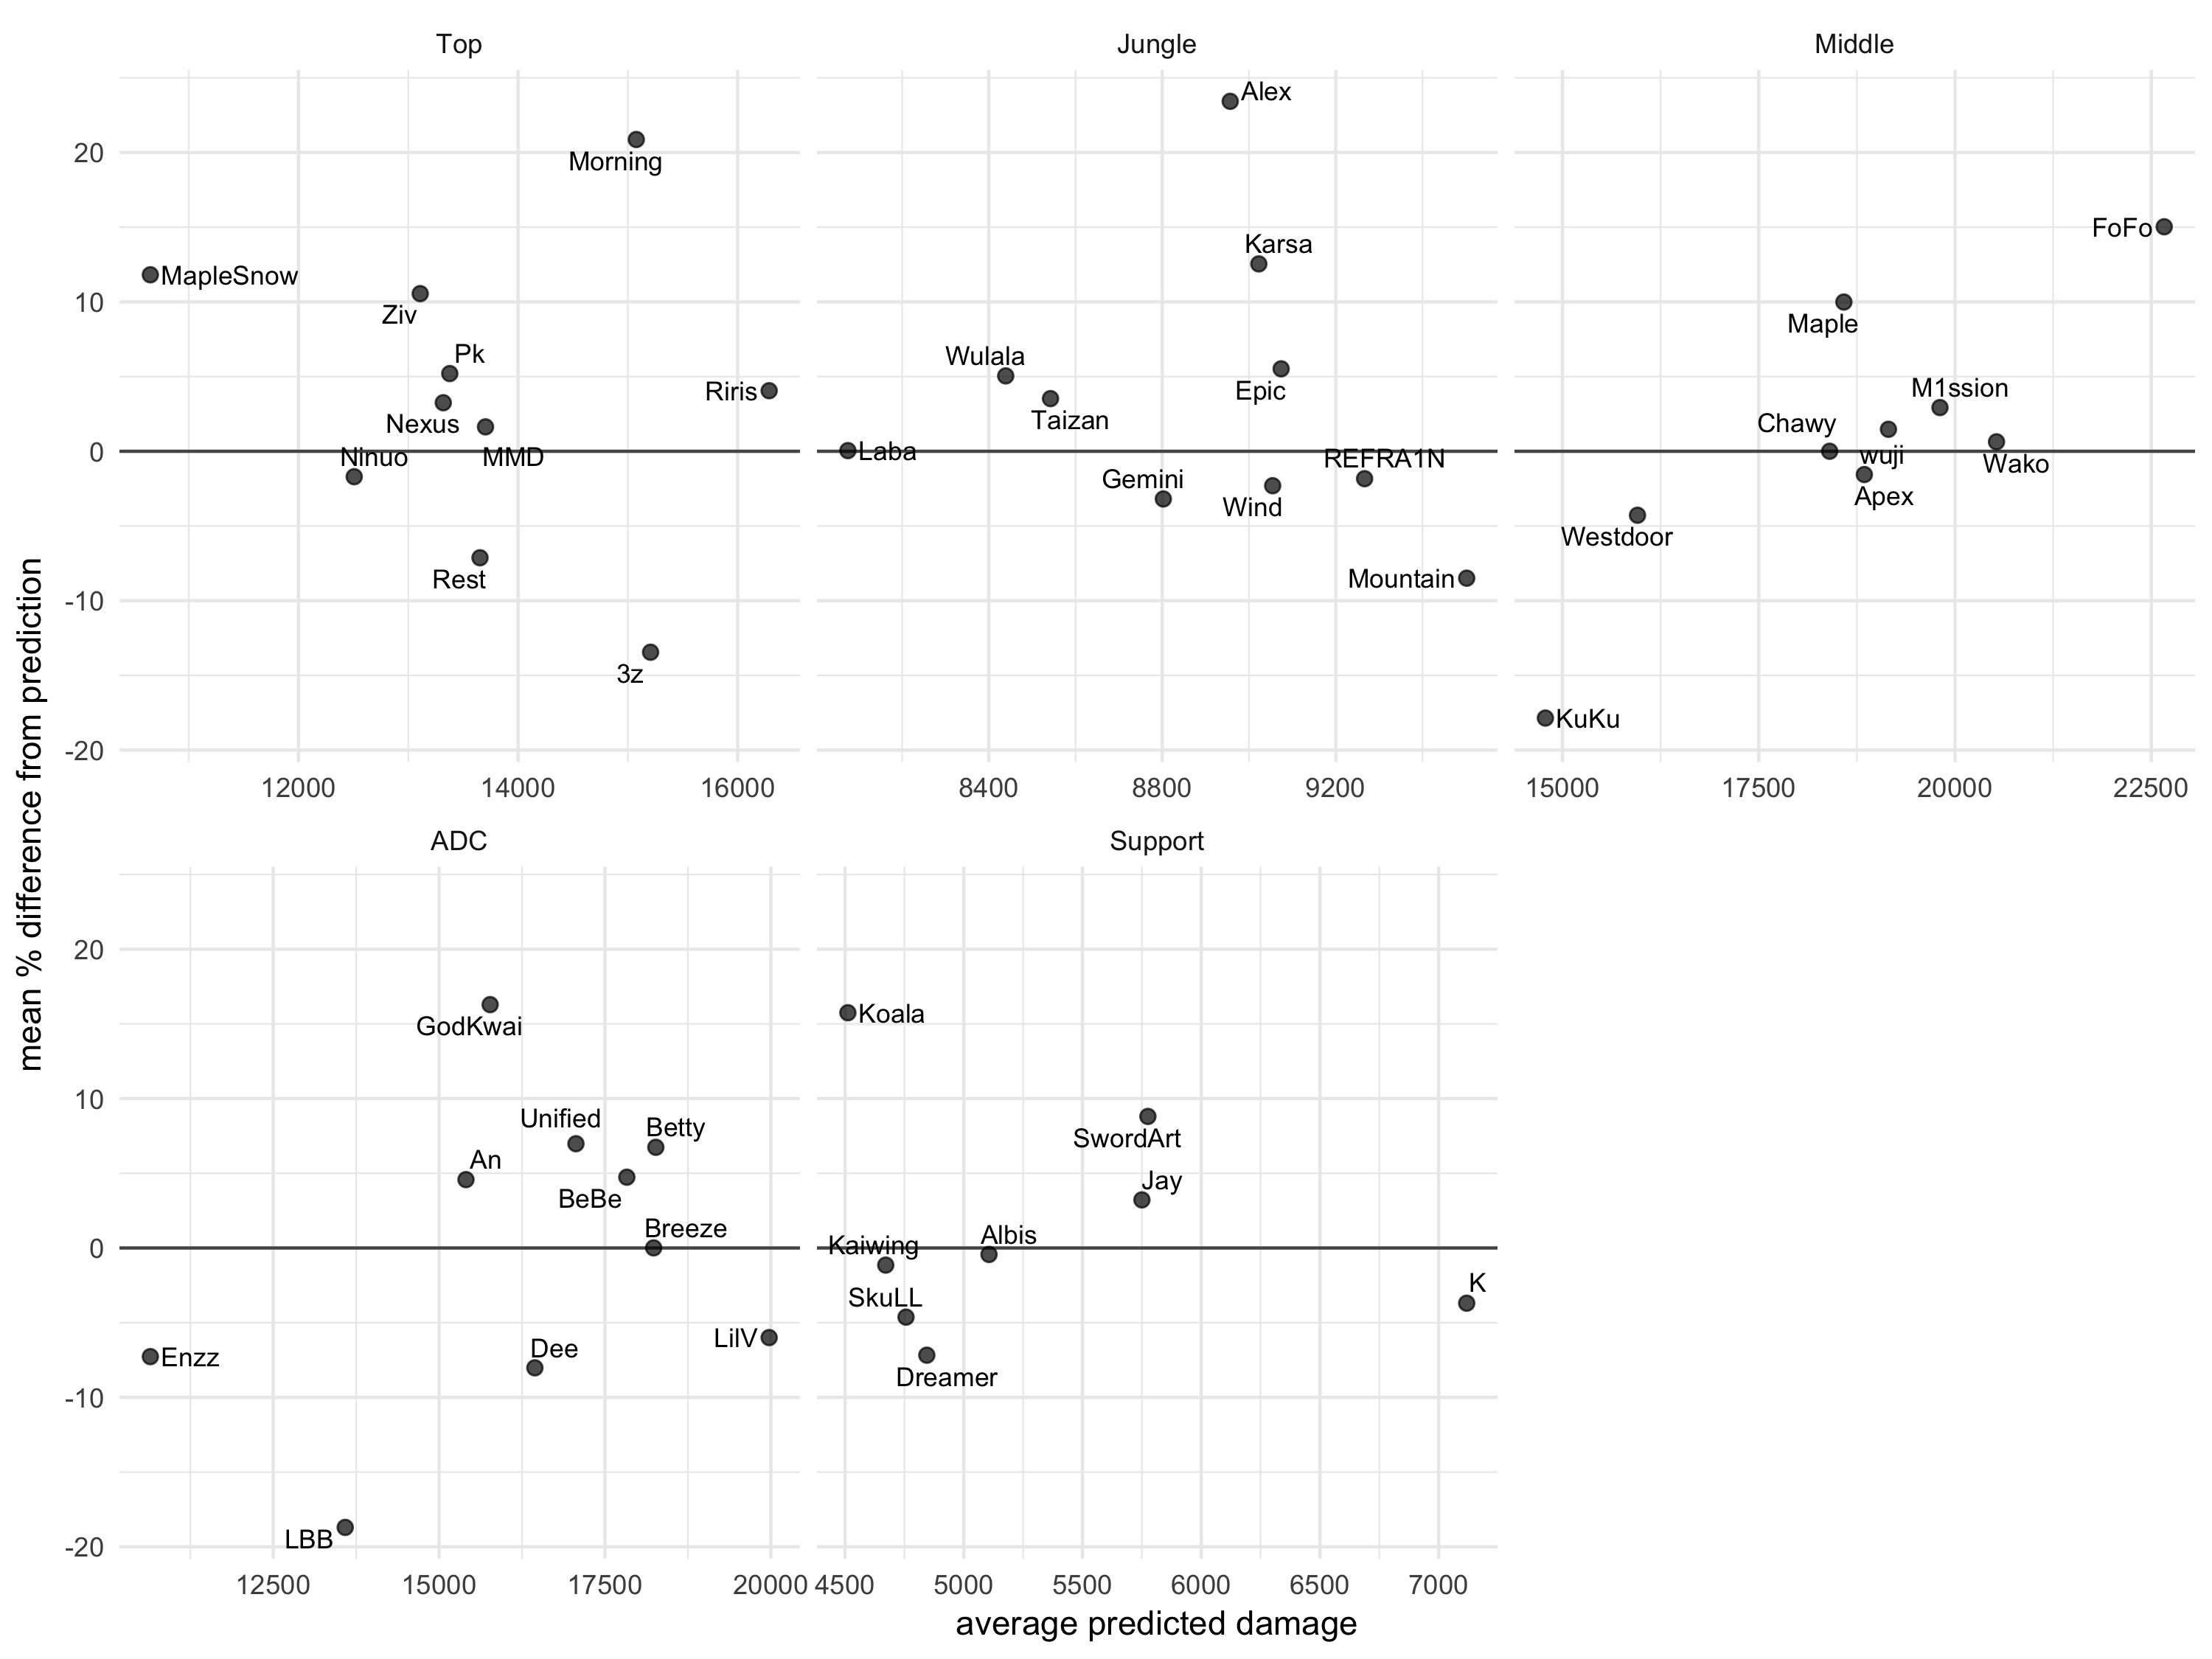 Top
Jungle
Middle
mean % difference from prediction
20
10
0
-10
-20
Morning
MapleSnow
Ziv
Pk
Riris
Nexus
MMD
Ninuo
Rest
3z
12000
14000
16000
Alex
Karsa
Wulala
Epic
Taizan
Laba
REFRA1N
Gemini
Wind
Mountain
8400
8800
9200
FoFo
Maple
M1ssion
Chawy
wuji
Wako
Apex
Westdoor
KuKu
15000
17500
20000
22500
ADC
Support
20
10
0
-10
-20
GodKwai
Unified
Betty
An
BeBe
Breeze
LilV
Dee
Enzz
LBB
12500
15000
17500
20000
Koala
SwordArt
Jay
Albis
Kaiwing
K
SkuLL
Dreamer
4500
5000
5500
6000
6500
7000
average predicted damage